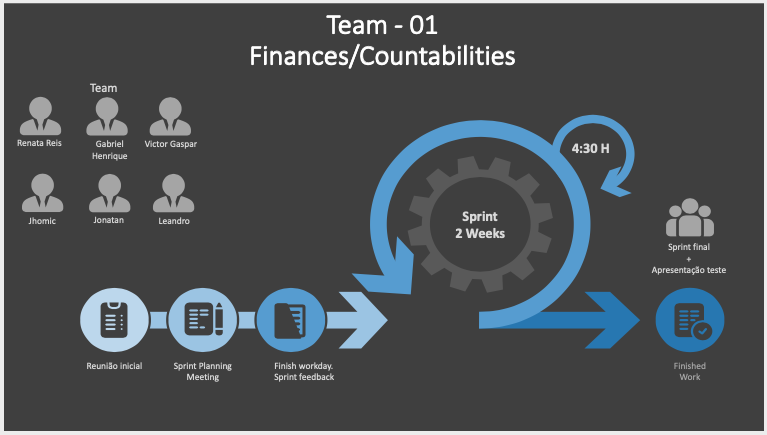 Team - 01
Finances/Countabilities
Team
Renata Reis
Gabriel
Henrique
Victor Gaspar
Jhomic
Jonatan
Leandro
4:30 H
Sprint
2 Weeks
Sprint final
+
Apresentação teste
Reunião inicial
Sprint Planning
Meeting
Finish workday.
Sprint feedback
Finished
Work